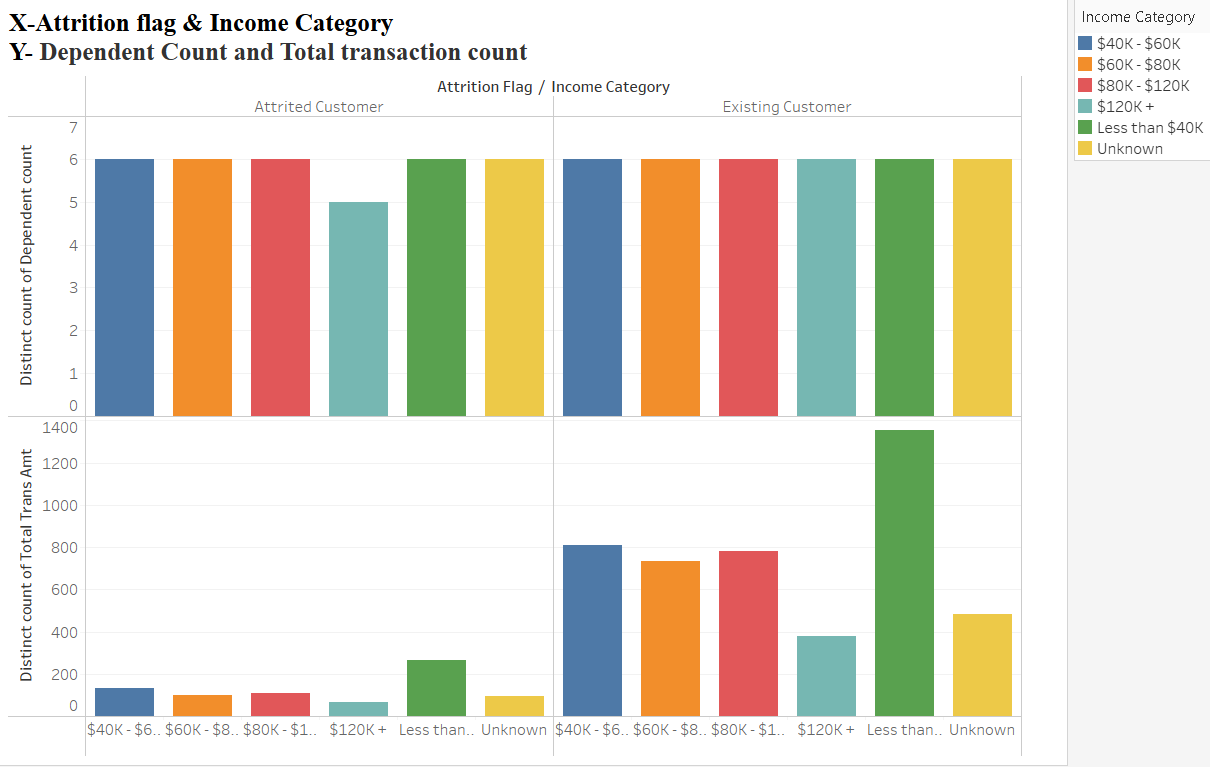 X-Attrition flag & Income Category
Y- Dependent Count and Total transaction count
Attrition Flag / Income Category
Attrited Customer
Existing Customer
Distinct count of Dependent count
7
6
5
4
3
2
1
0
Distinct count of Total Trans Amt
1400
1200
1000
800
600
400
200
0
$40K - $6.. $60K - $8.. $80K - $1.. $120K + Less than.. Unknown $40K - $6.. $60K - $8.. $80K - $1.. $120K + Less than.. Unknown
Income Category
$40K - $60K
$60K - $80K
$80K - $120K
$120K +
Less than $40K
Unknown